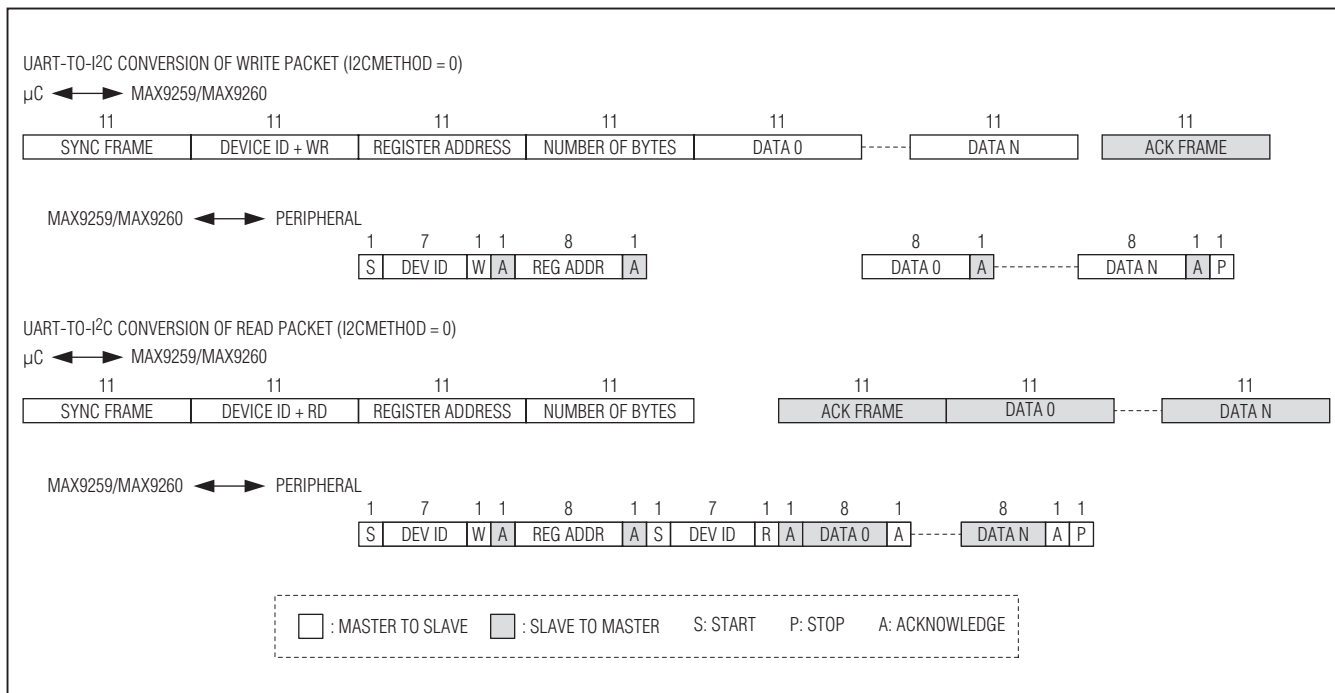 UART-TO-I2C CONVERSION OF WRITE PACKET (I2CMETHOD = 0)
µC MAX9259/MAX9260
11 11 11 11 11 11 11
SYNC FRAME DEVICE ID + WR REGISTER ADDRESS NUMBER OF BYTES DATA 0 DATA N ACK FRAME
MAX9259/MAX9260 PERIPHERAL
1 7 1 1 8 1 8 1 8 1 1
S DEV ID W A REG ADDR A DATA 0 A DATA N A P
UART-TO-I2C CONVERSION OF READ PACKET (I2CMETHOD = 0)
µC MAX9259/MAX9260
11 11 11 11 11 11 11
SYNC FRAME DEVICE ID + RD REGISTER ADDRESS NUMBER OF BYTES ACK FRAME DATA 0 DATA N
MAX9259/MAX9260 PERIPHERAL
1 7 1 1 8 1 1 7 1 1 8 1 8 1 1
S DEV ID W A REG ADDR A S DEV ID R A DATA 0 A DATA N A P
: MASTER TO SLAVE : SLAVE TO MASTER S: START P: STOP A: ACKNOWLEDGE